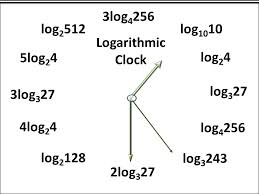 3log₄256
log₂512
log₁₀10
Logarithmic
Clock
5log₂4
log₂4
3log₃27
log₃27
4log₂4
log₄256
log₂128
log₃243
2log₃27